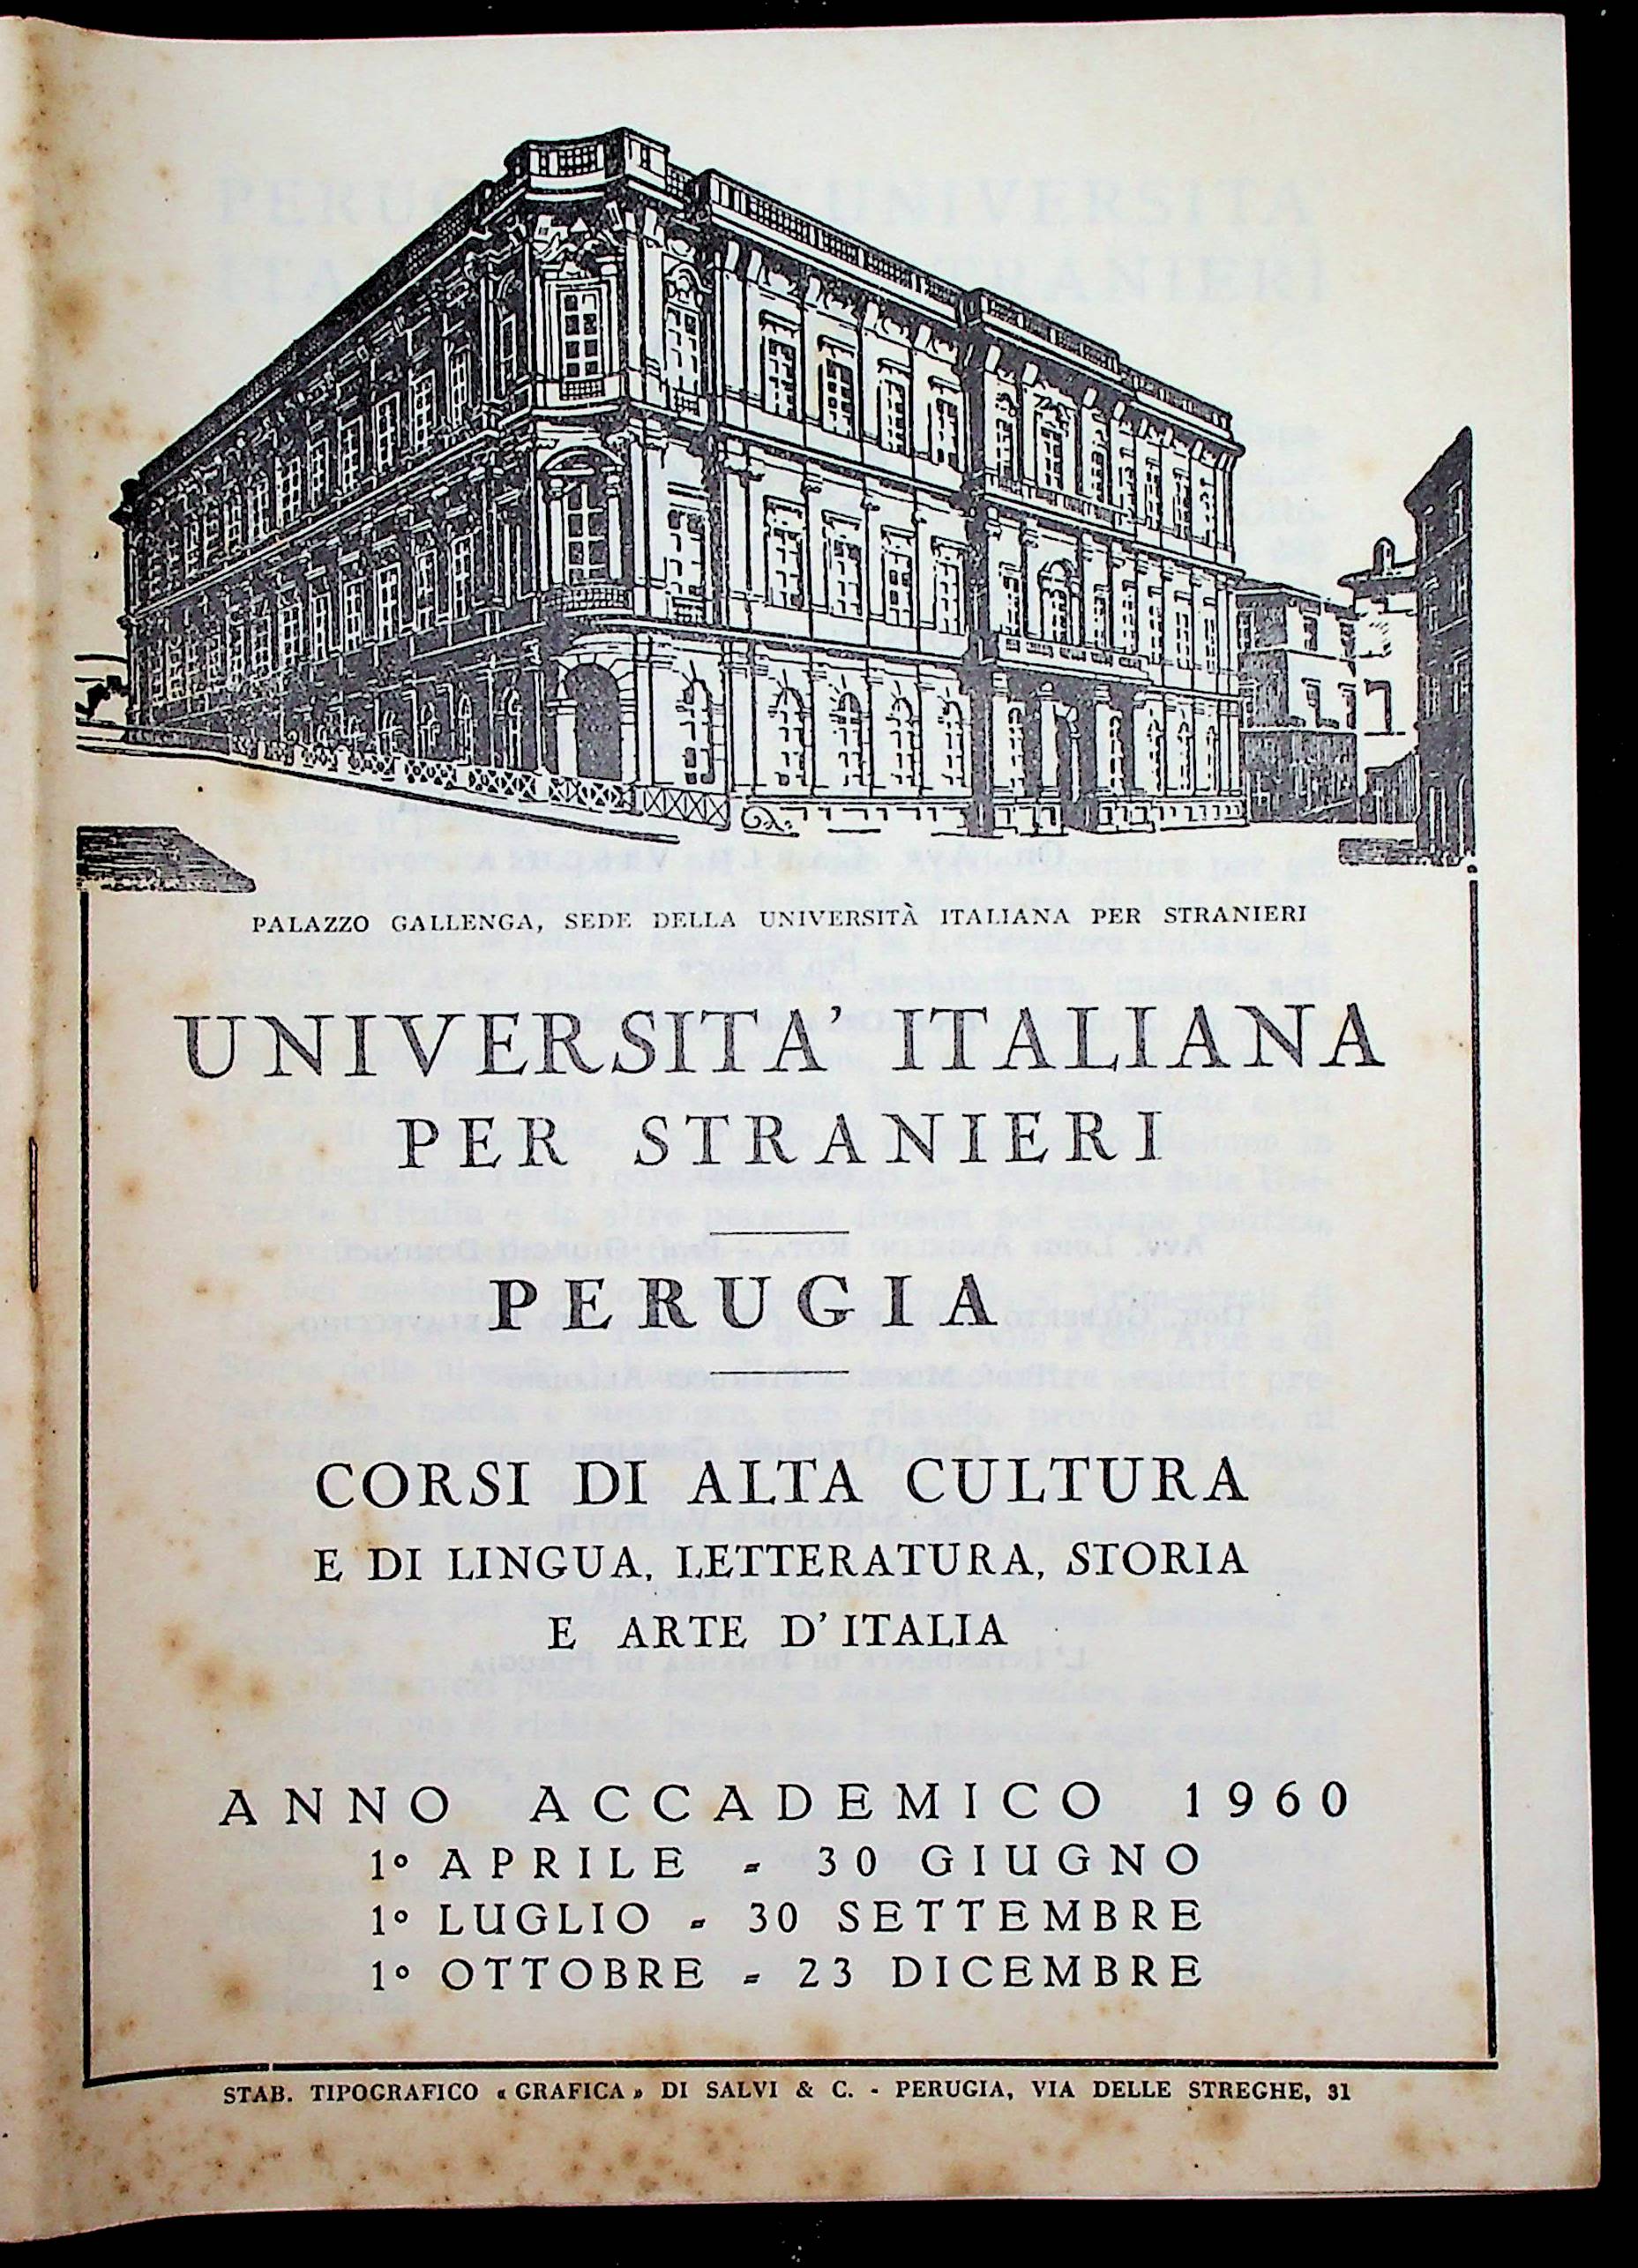 PALAZZO GALLENGA, SEDE DELLA UNIVERSITÀ ITALIANA PER STRANIERI
UNIVERSITA' ITALIANA
PER STRANIERI
PERUGIA
CORSI DI ALTA CULTURA
E DI LINGUA, LETTERATURA, STORIA
E ARTE D'ITALIA
ANNO ACCADEMICO 1960
1° APRILE - 30 GIUGNO
1° LUGLIO - 30 SETTEMBRE
1° OTTOBRE - 23 DICEMBRE
STAB. TIPOGRAFICO « GRAFICA » DI SALVI & C. - PERUGIA, VIA DELLE STREGHE, 31